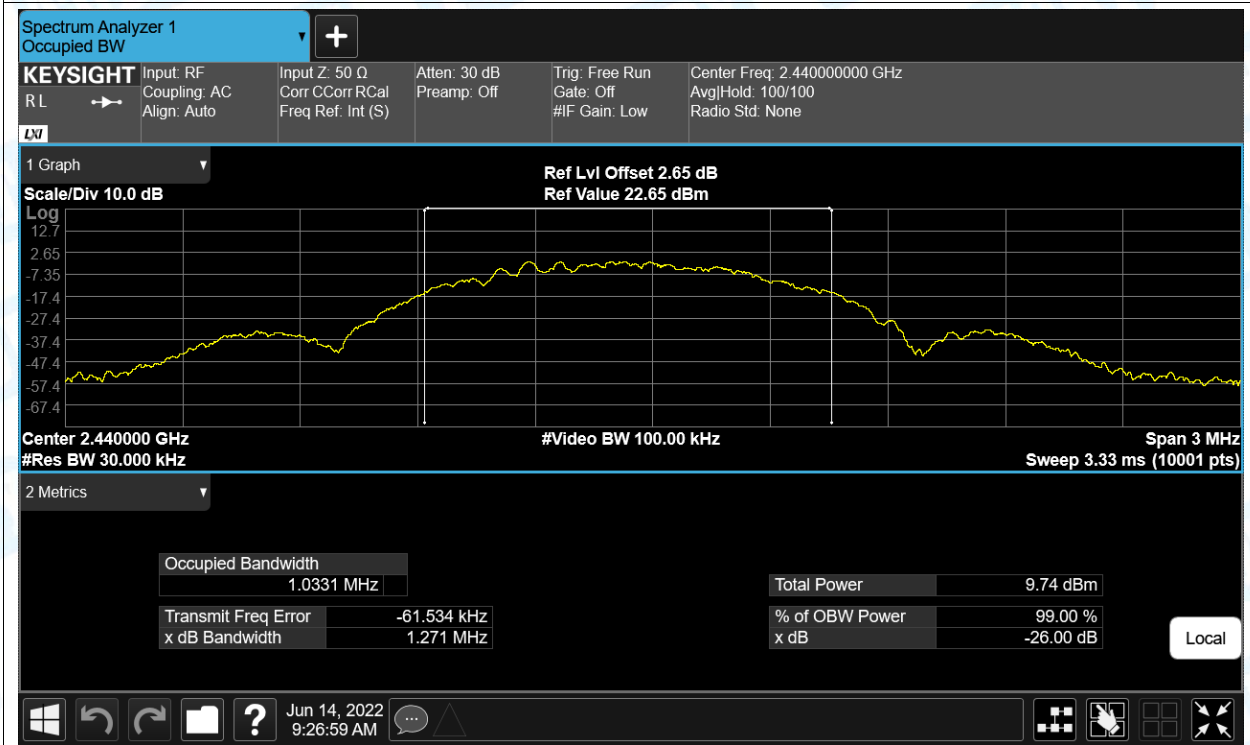 Spectrum Analyzer 1
Occupied BW
KEYSIGHT
R L
LXI
Input: RF
Coupling: AC
Align: Auto
Input Z: 50 Ω
Corr CCorr RCal
Freq Ref: Int (S)
Atten: 30 dB
Preamp: Off
Trig: Free Run
Gate: Off
#IF Gain: Low
Center Freq: 2.440000000 GHz
Avg|Hold: 100/100
Radio Std: None
1 Graph
Scale/Div 10.0 dB
Ref Lvl Offset 2.65 dB
Ref Value 22.65 dBm
Log
12.7
2.65
-7.35
-17.4
-27.4
-37.4
-47.4
-57.4
-67.4
Center 2.440000 GHz
#Video BW 100.00 kHz
Span 3 MHz
#Res BW 30.000 kHz
Sweep 3.33 ms (10001 pts)
2 Metrics
Occupied Bandwidth
1.0331 MHz
Total Power 9.74 dBm
Transmit Freq Error -61.534 kHz
% of OBW Power 99.00 %
x dB Bandwidth 1.271 MHz
x dB -26.00 dB
Local
?
Jun 14, 2022
9:26:59 AM